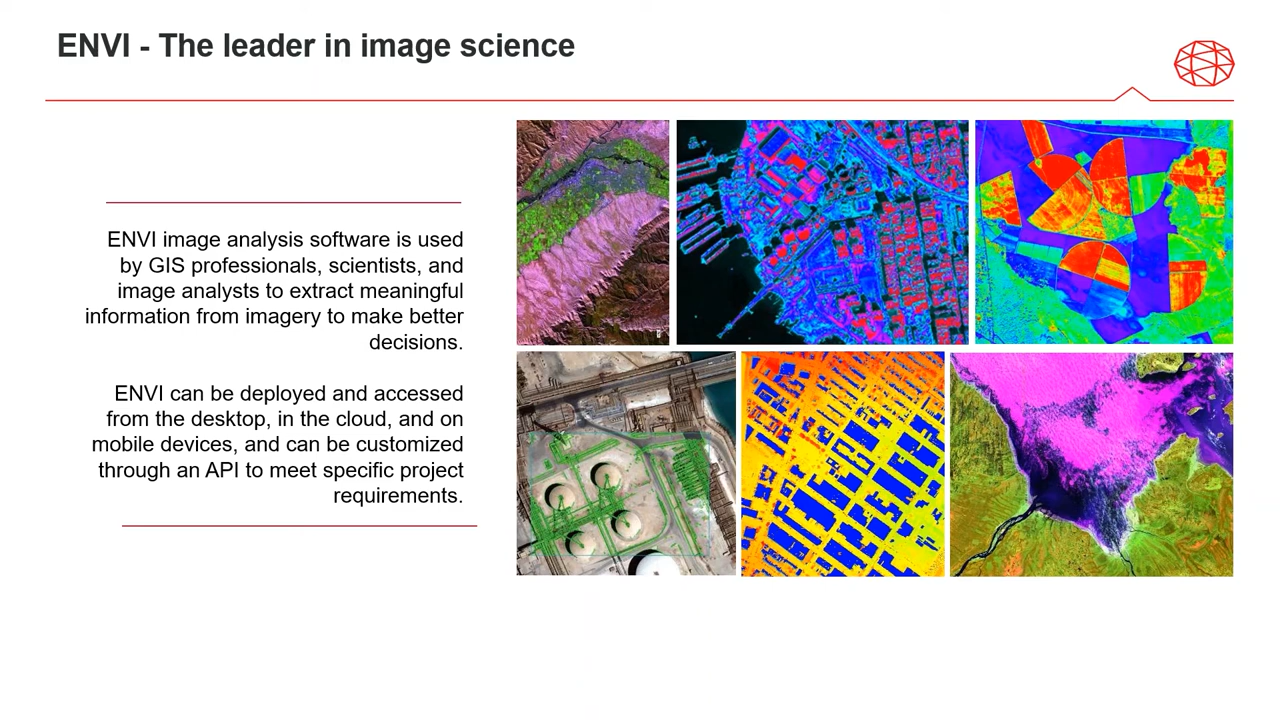 ENVI - The leader in image science
ENVI image analysis software is used
by GIS professionals, scientists, and
image analysts to extract meaningful
information from imagery to make better
decisions.
ENVI can be deployed and accessed
from the desktop, in the cloud, and on
mobile devices, and can be customized
through an API to meet specific project
requirements.